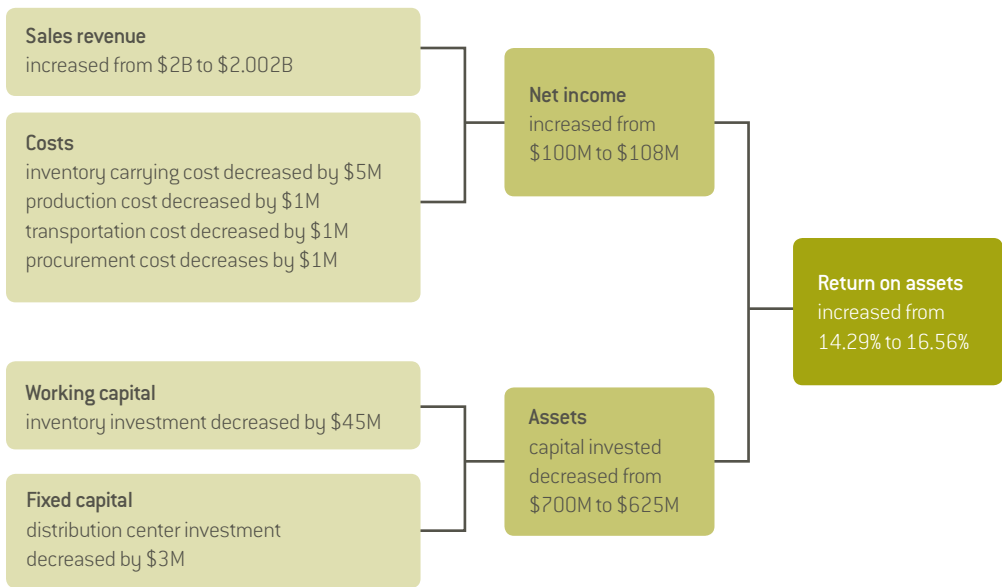 Sales revenue
increased from $2B to $2.002B
Costs
inventory carrying cost decreased by $5M
production cost decreased by $1M
transportation cost decreased by $1M
procurement cost decreases by $1M
Net income
increased from
$100M to $108M
Return on assets
increased from
14.29% to 16.56%
Working capital
inventory investment decreased by $45M
Fixed capital
distribution center investment
decreased by $3M
Assets
capital invested
decreased from
$700M to $625M